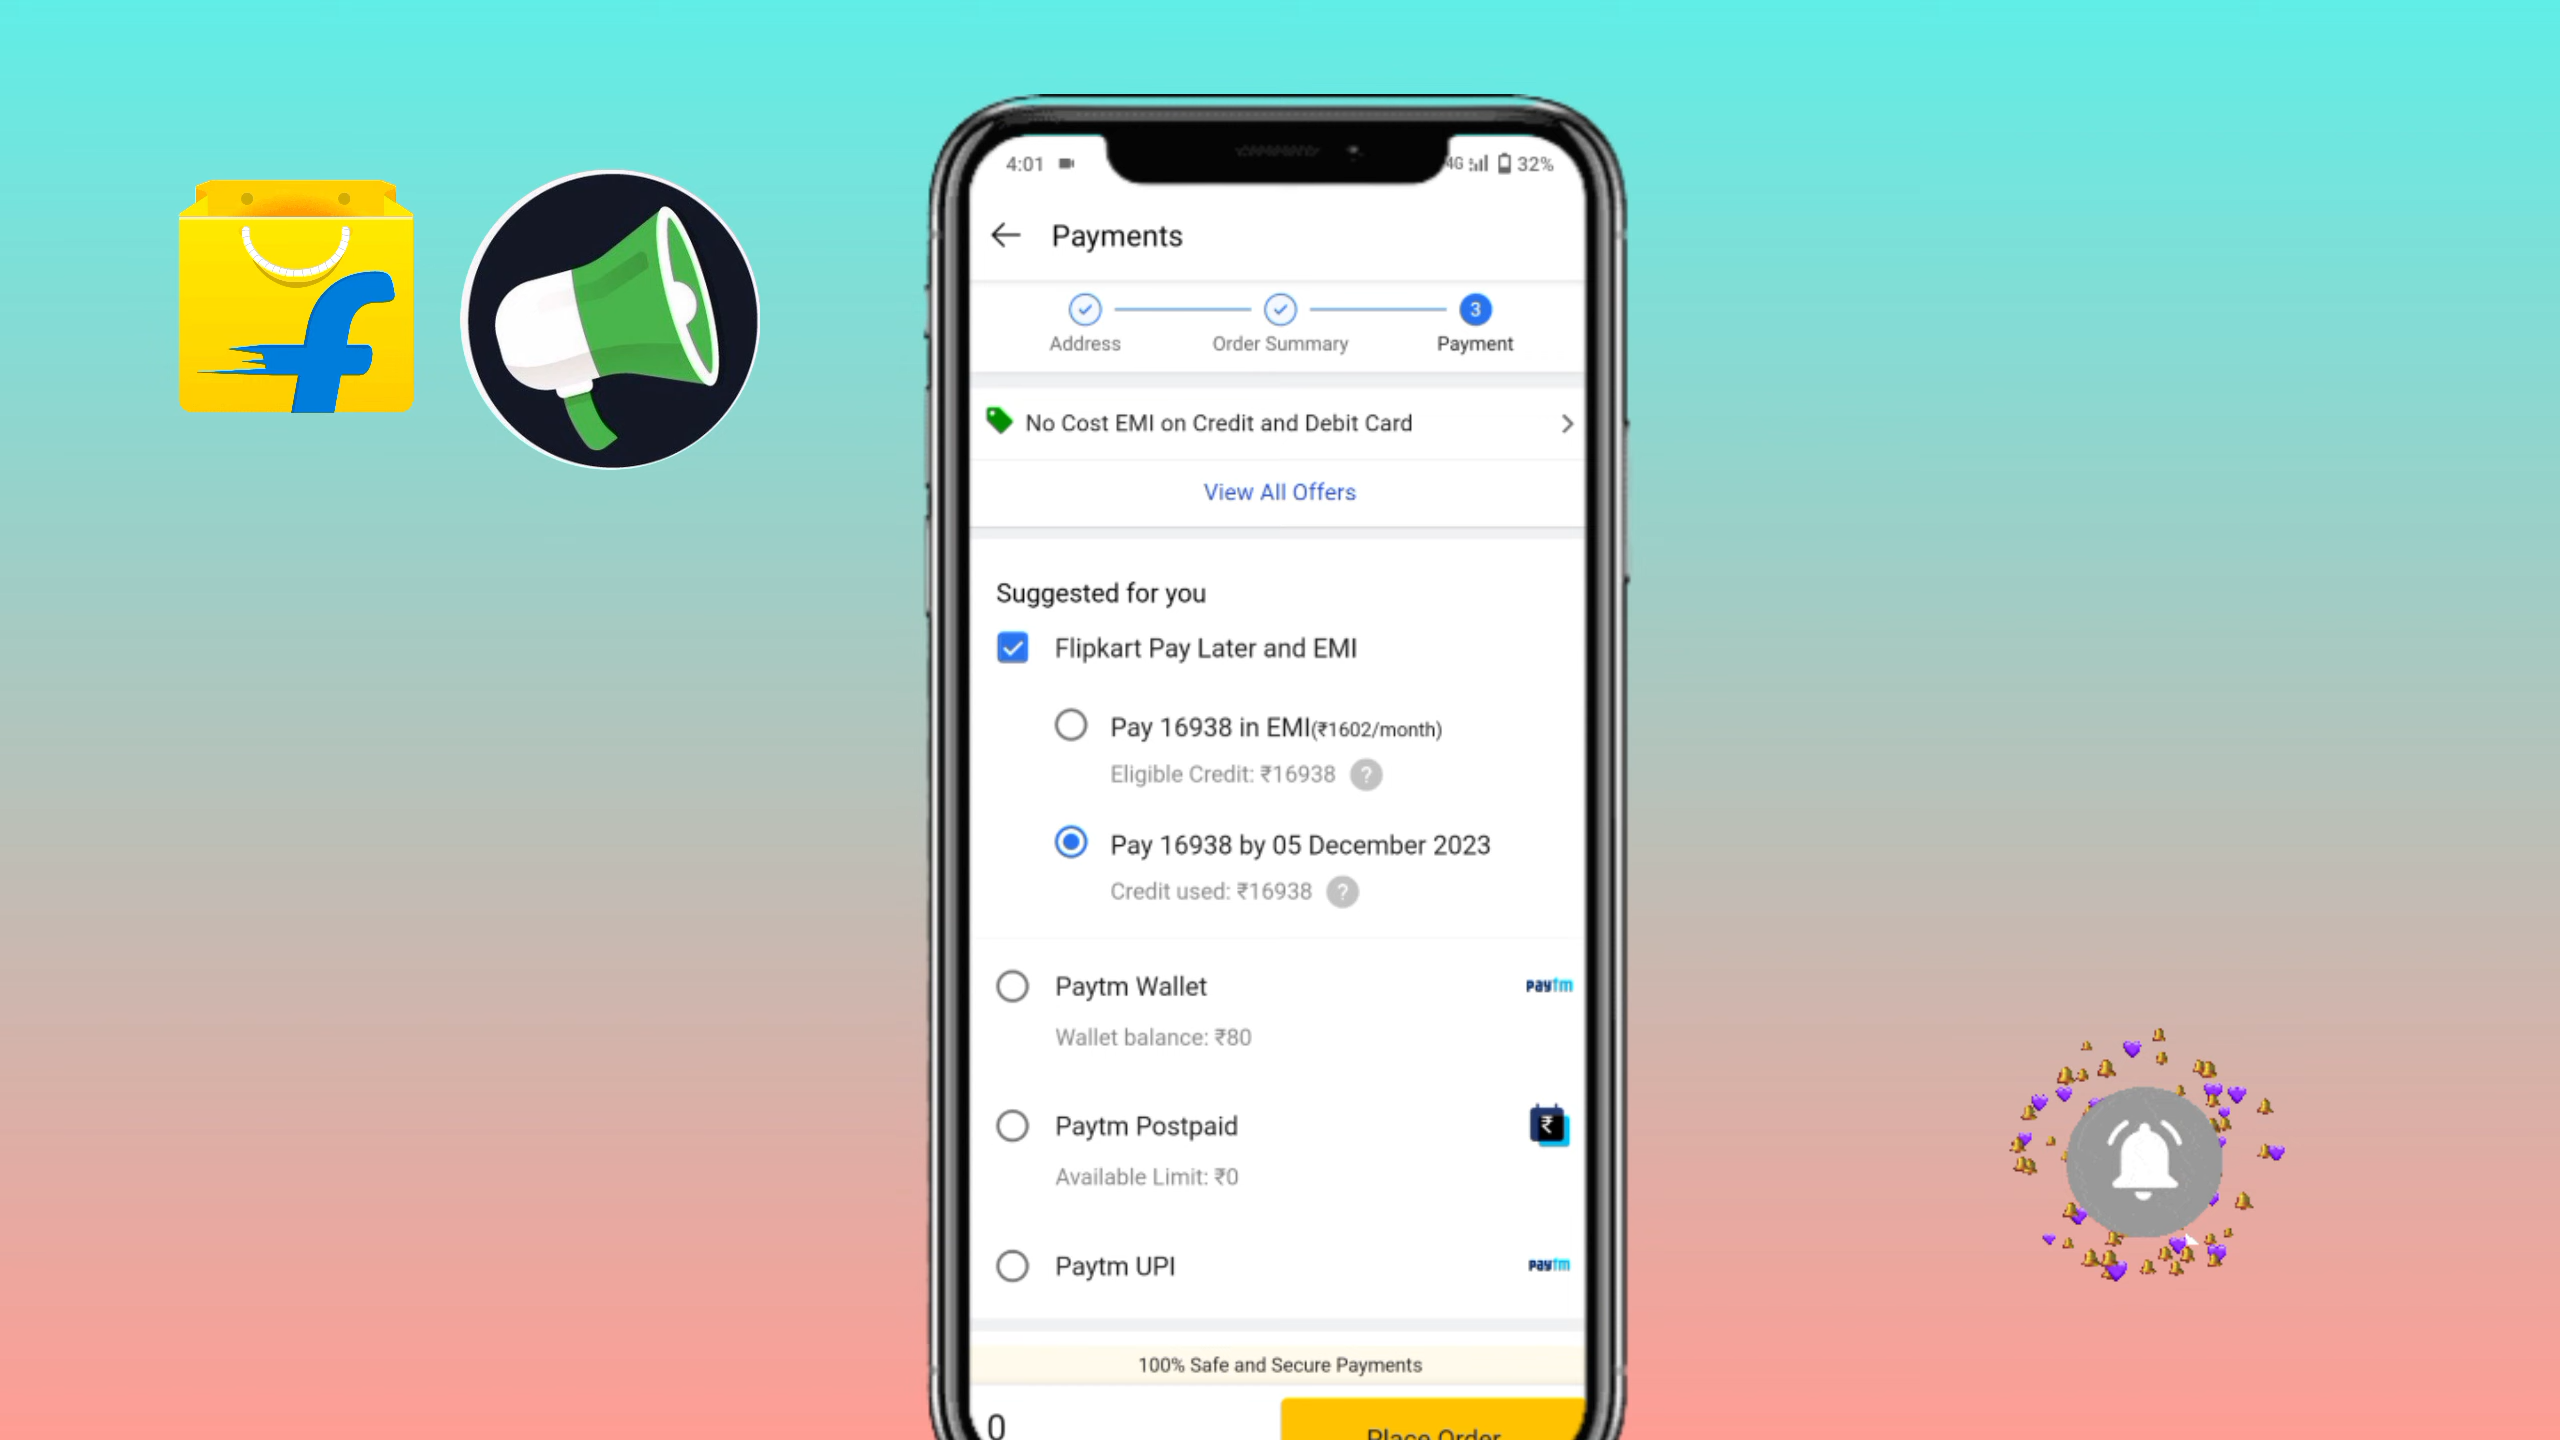 4:01 4G 32%
Payments
3
Address Order Summary Payment
No Cost EMI on Credit and Debit Card
View All Offers
Suggested for you
Flipkart Pay Later and EMI
Pay 16938 in EMI(₹1602/month)
Eligible Credit: ₹16938 ?
Pay 16938 by 05 December 2023
Credit used: ₹16938 ?
Paytm Wallet paytm
Wallet balance: ₹80
Paytm Postpaid ₹
Available Limit: ₹0
Paytm UPI paytm
100% Safe and Secure Payments
0 Place Order